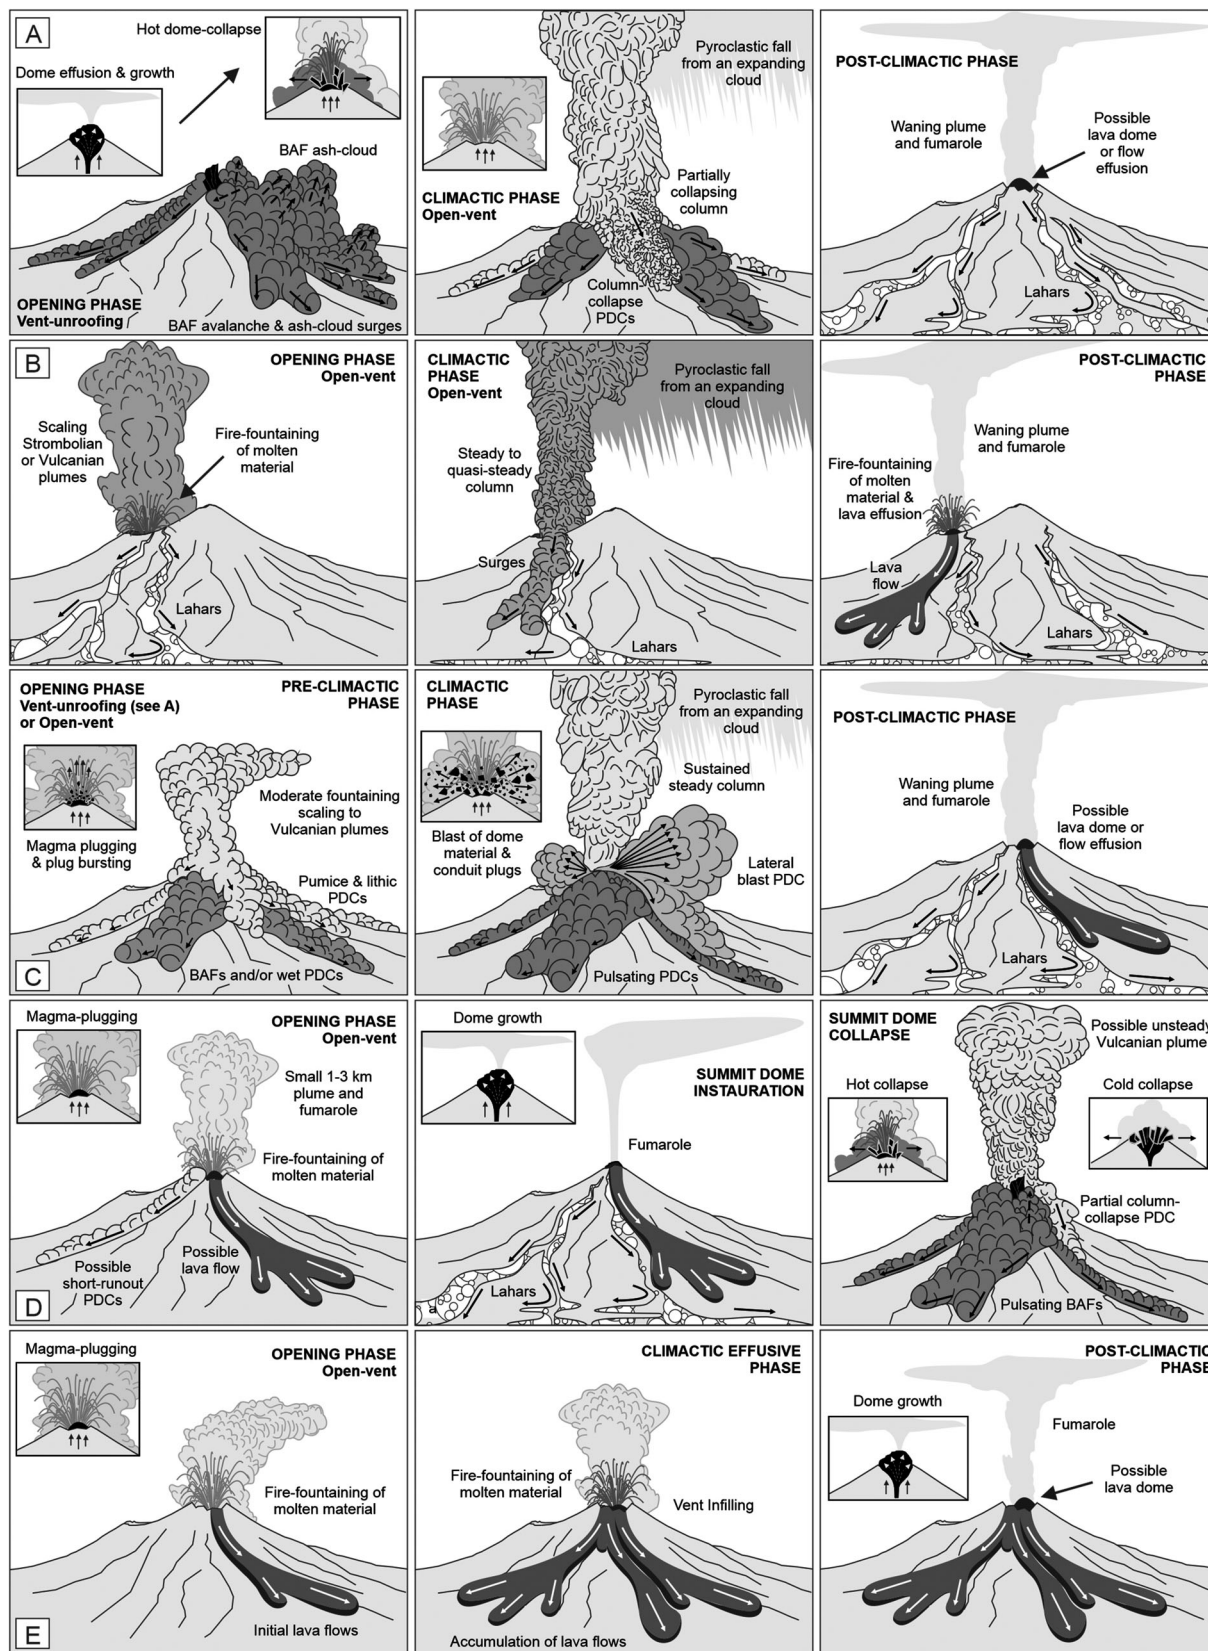 A
Hot dome-collapse
Dome effusion & growth
BAF ash-cloud
OPENING PHASE
Vent-unroofing
BAF avalanche & ash-cloud surges
Pyroclastic fall
from an expanding
cloud
CLIMACTIC PHASE
Open-vent
Partially
collapsing
column
Column-
collapse
PDCs
POST-CLIMACTIC PHASE
Waning plume
and fumarole
Possible
lava dome
or flow
effusion
Lahars
B
OPENING PHASE
Open-vent
Scaling
Strombolian
or Vulcanian
plumes
Fire-fountaining
of molten
material
Lahars
CLIMACTIC
PHASE
Open-vent
Pyroclastic fall
from an expanding
cloud
Steady to
quasi-steady
column
Surges
Lahars
POST-CLIMACTIC
PHASE
Waning plume
and fumarole
Fire-fountaining
of molten
material &
lava effusion
Lava
flow
Lahars
OPENING PHASE
Vent-unroofing (see A)
or Open-vent
PRE-CLIMACTIC
PHASE
Moderate fountaining
scaling to
Vulcanian plumes
Magma plugging
& plug bursting
Pumice & lithic
PDCs
BAFs and/or wet PDCs
C
CLIMACTIC
PHASE
Pyroclastic fall
from an expanding
cloud
Sustained
steady column
Blast of dome
material &
conduit plugs
Lateral
blast PDC
Pulsating PDCs
POST-CLIMACTIC PHASE
Waning plume
and fumarole
Possible
lava dome or
flow effusion
Lahars
Magma-plugging
OPENING PHASE
Open-vent
Small 1-3 km
plume and
fumarole
Fire-fountaining of
molten material
Possible
short-runout
PDCs
Possible
lava flow
D
Dome growth
SUMMIT DOME
INSTAURATION
Fumarole
Lahars
SUMMIT DOME
COLLAPSE
Possible unsteady
Vulcanian plume
Hot collapse
Cold collapse
Partial column-
collapse PDC
Pulsating BAFs
Magma-plugging
OPENING PHASE
Open-vent
Fire-fountaining of
molten material
Initial lava flows
E
CLIMACTIC EFFUSIVE
PHASE
Fire-fountaining of
molten material
Vent Infilling
Accumulation of lava flows
POST-CLIMACTIC
PHASE
Dome growth
Fumarole
Possible
lava dome